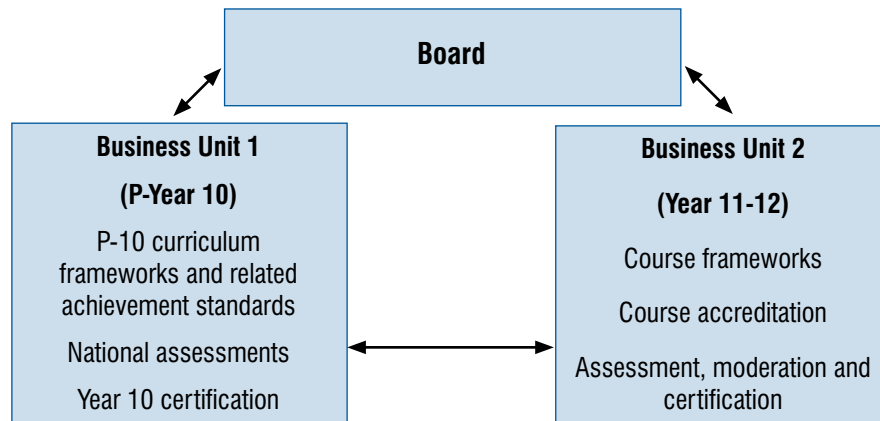 Board
Business Unit 1
(P-Year 10)
P-10 curriculum
frameworks and related
achievement standards
National assessments
Year 10 certification
Business Unit 2
(Year 11-12)
Course frameworks
Course accreditation
Assessment, moderation and
certification